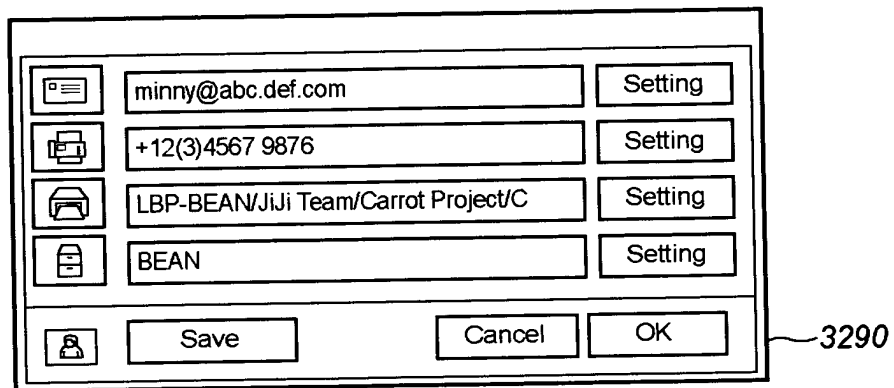 minny@abc.def.com Setting
+12(3)4567 9876 Setting
LBP-BEAN/JiJi Team/Carrot Project/C Setting
BEAN Setting
Save Cancel OK
3290